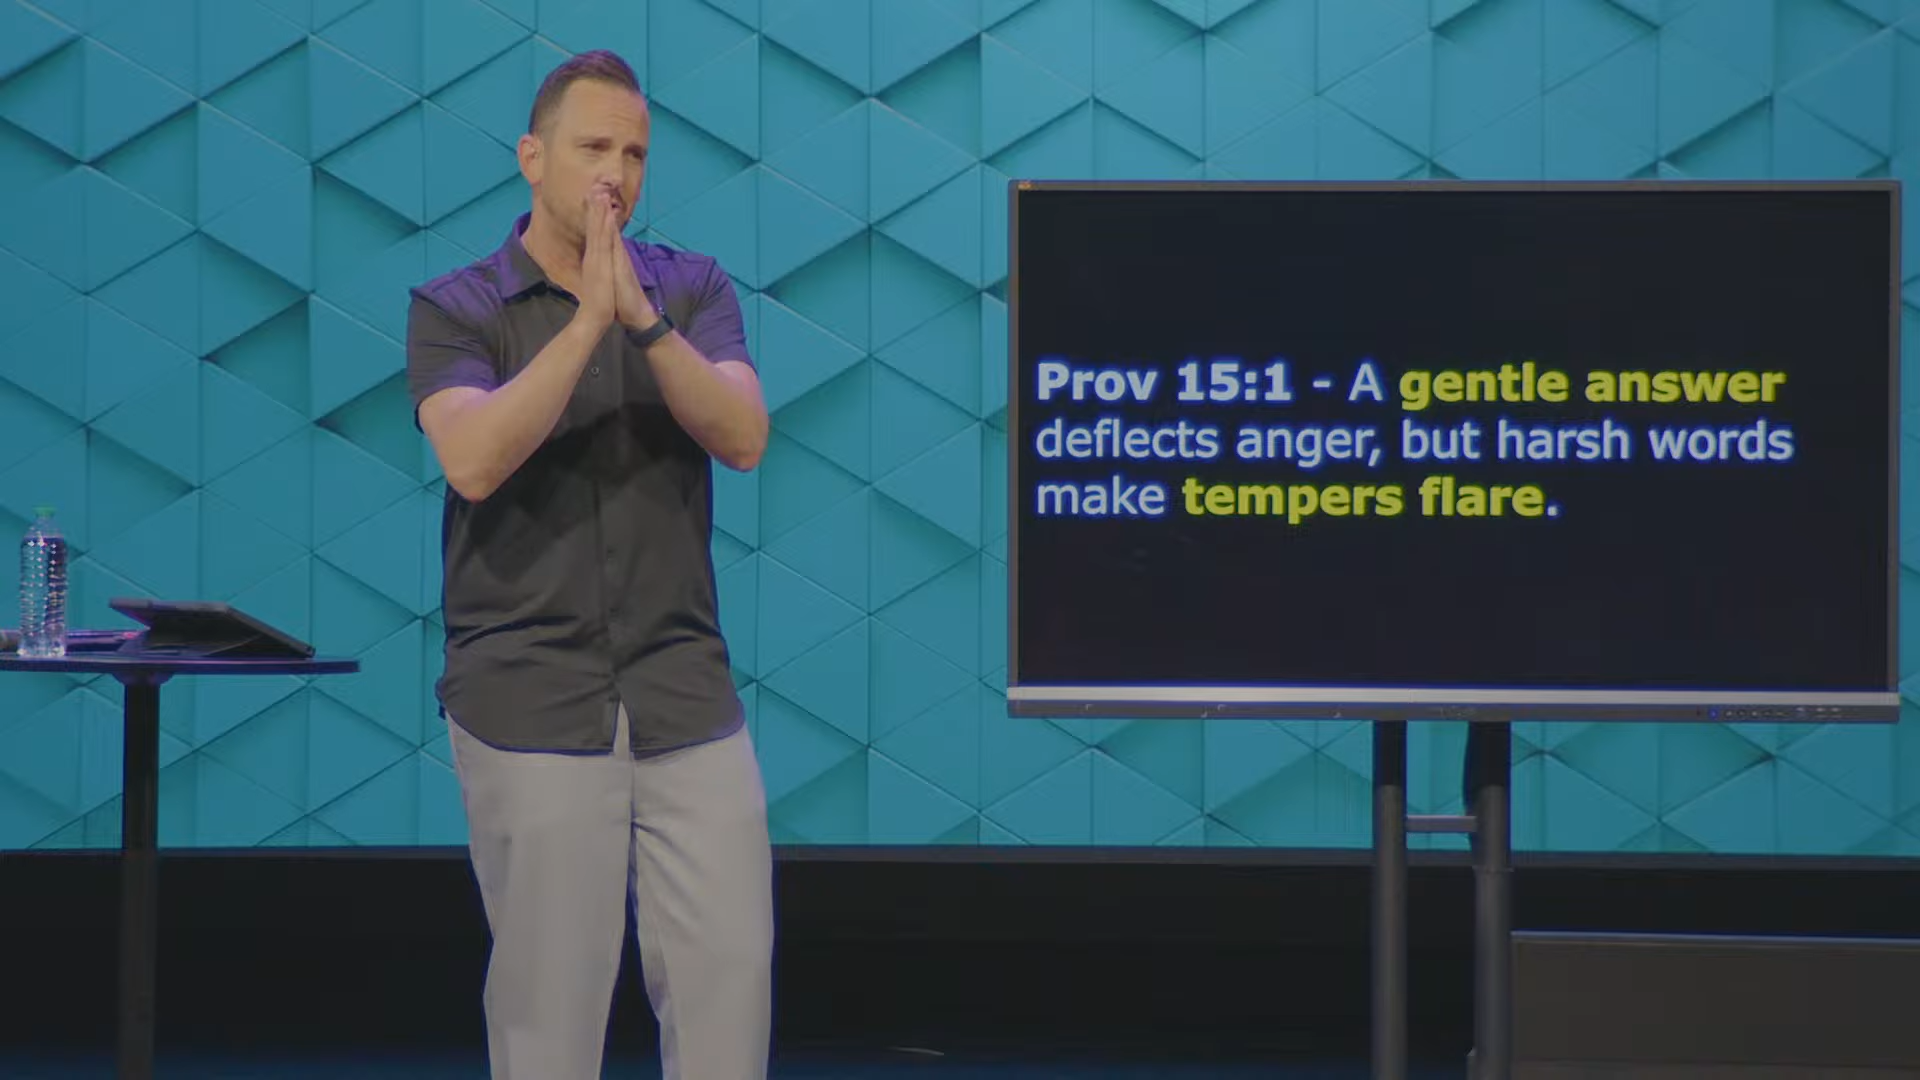 Prov 15:1 - A gentle answer
deflects anger, but harsh words
make tempers flare.